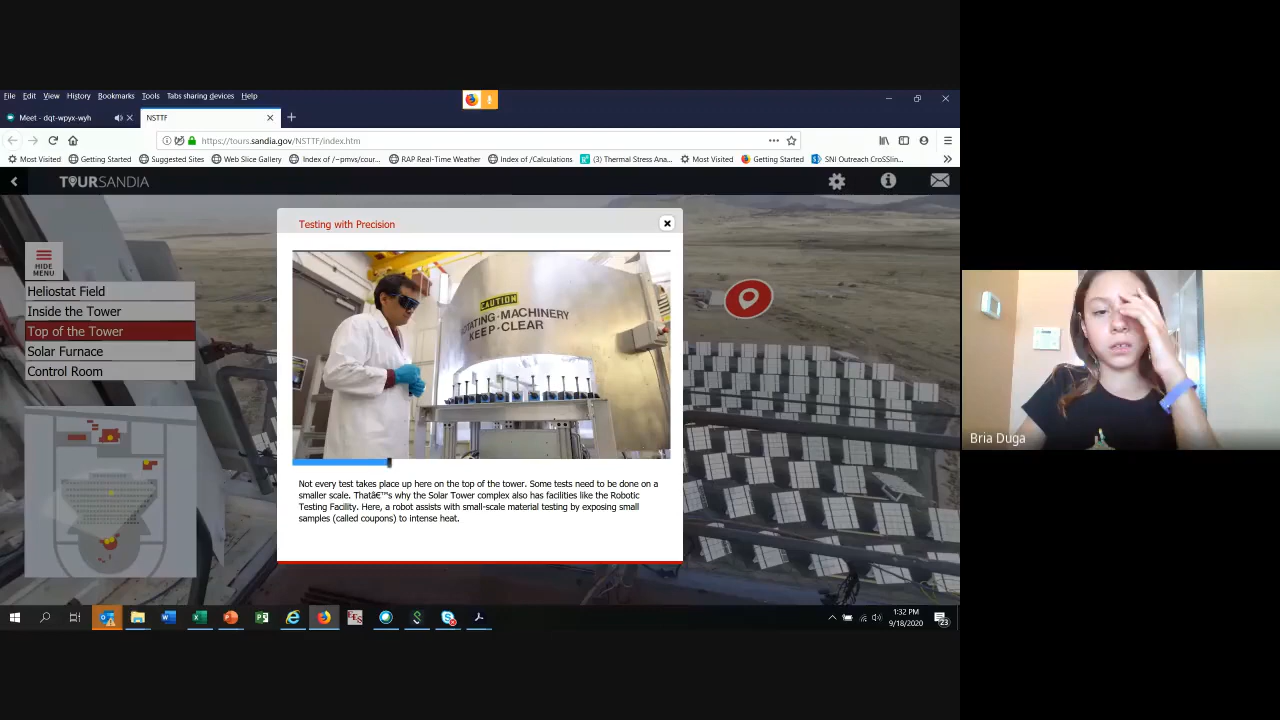 File Edit View History Bookmarks Tools Tabs sharing devices Help
Meet - dqt-wpyx-wyh
NSTTF
https://tours.sandia.gov/NSTTF/index.htm
Most Visited Getting Started Suggested Sites Web Slice Gallery Index of /~pmvs/cour... RAP Real-Time Weather Index of /Calculations (3) Thermal Stress Ana... Most Visited Getting Started SNI Outreach CroSSlin...
TOURSANDIA
Testing with Precision
HIDE
MENU
Heliostat Field
Inside the Tower
Top of the Tower
Solar Furnace
Control Room
CAUTION
ROTATING-MACHINERY
KEEP-CLEAR
Not every test takes place up here on the top of the tower. Some tests need to be done on a
smaller scale. Thatâ€™s why the Solar Tower complex also has facilities like the Robotic
Testing Facility. Here, a robot assists with small-scale material testing by exposing small
samples (called coupons) to intense heat.
Bria Duga
EES
1:32 PM
9/18/2020
23